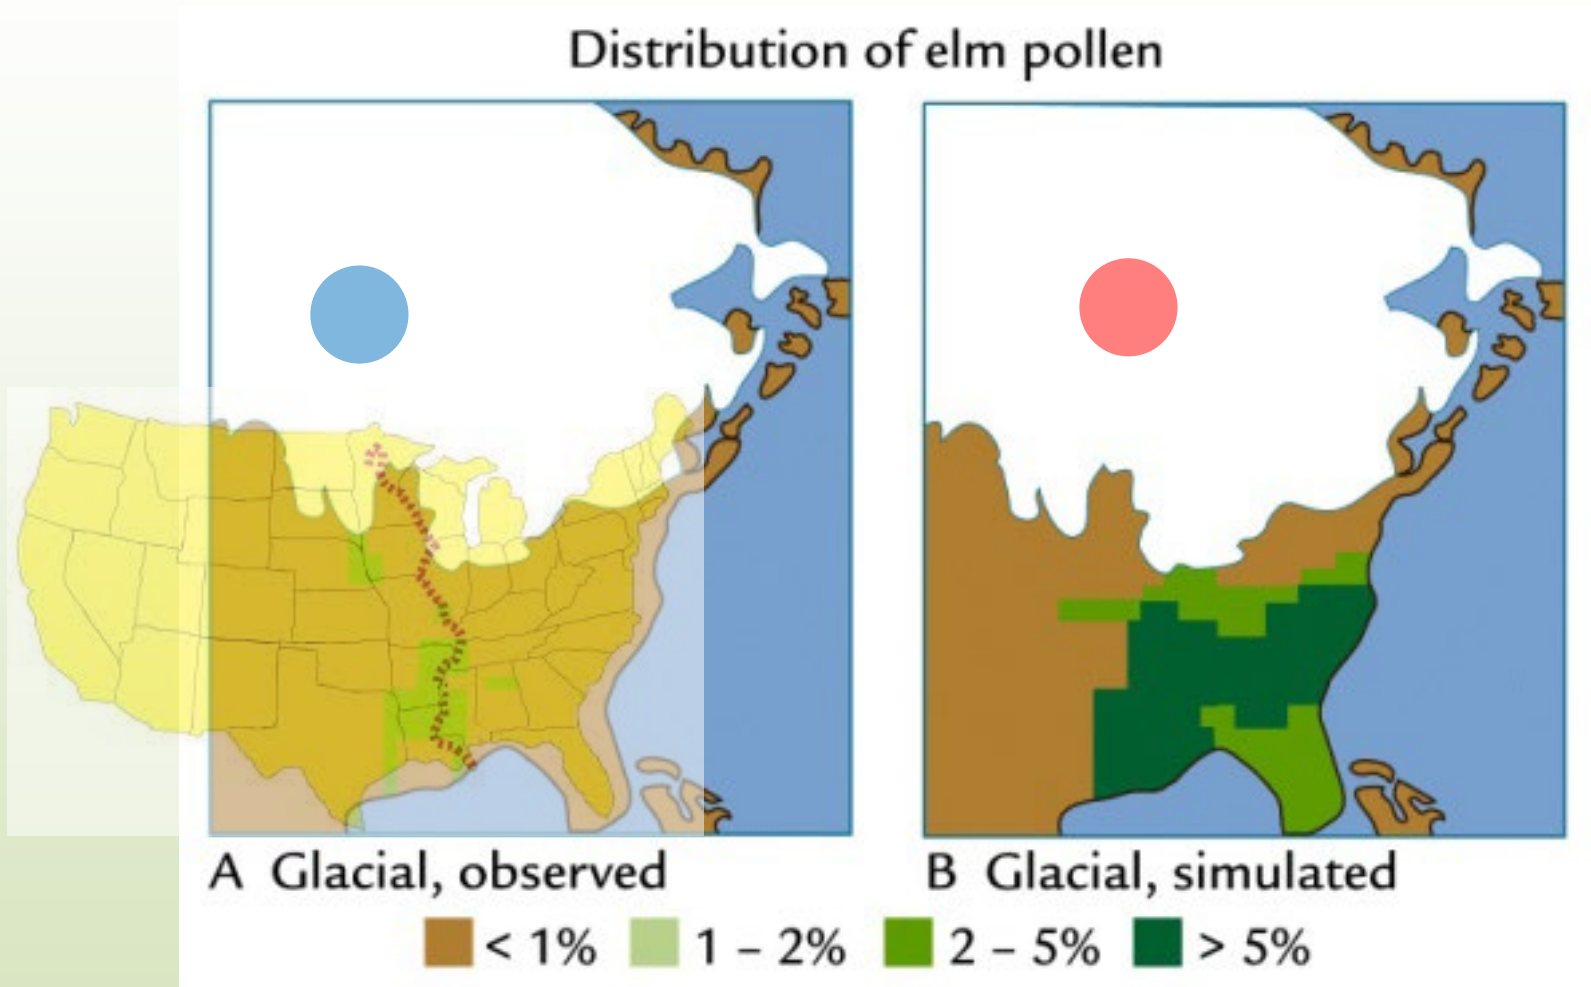 Distribution of elm pollen
A Glacial, observed
B Glacial, simulated
< 1%
1 – 2%
2 – 5%
> 5%